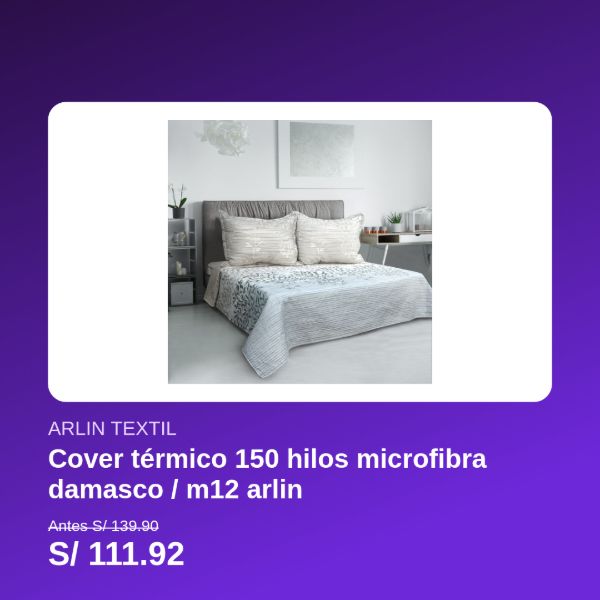 ARLIN TEXTIL
Cover térmico 150 hilos microfibra
damasco / m12 arlin
Antes S/ 139.90
S/ 111.92